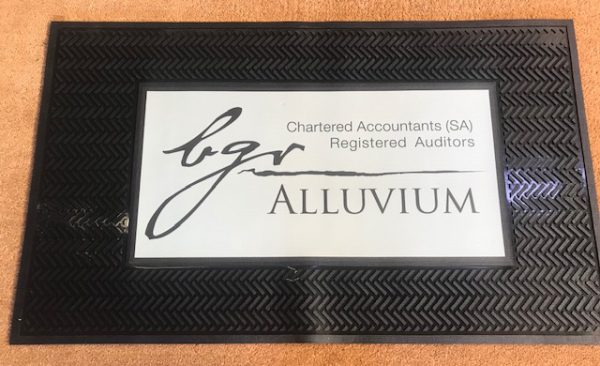 Chartered Accountants (SA)
Registered Auditors
bgr
ALLUVIUM